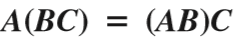 A(BC) = (AB)C